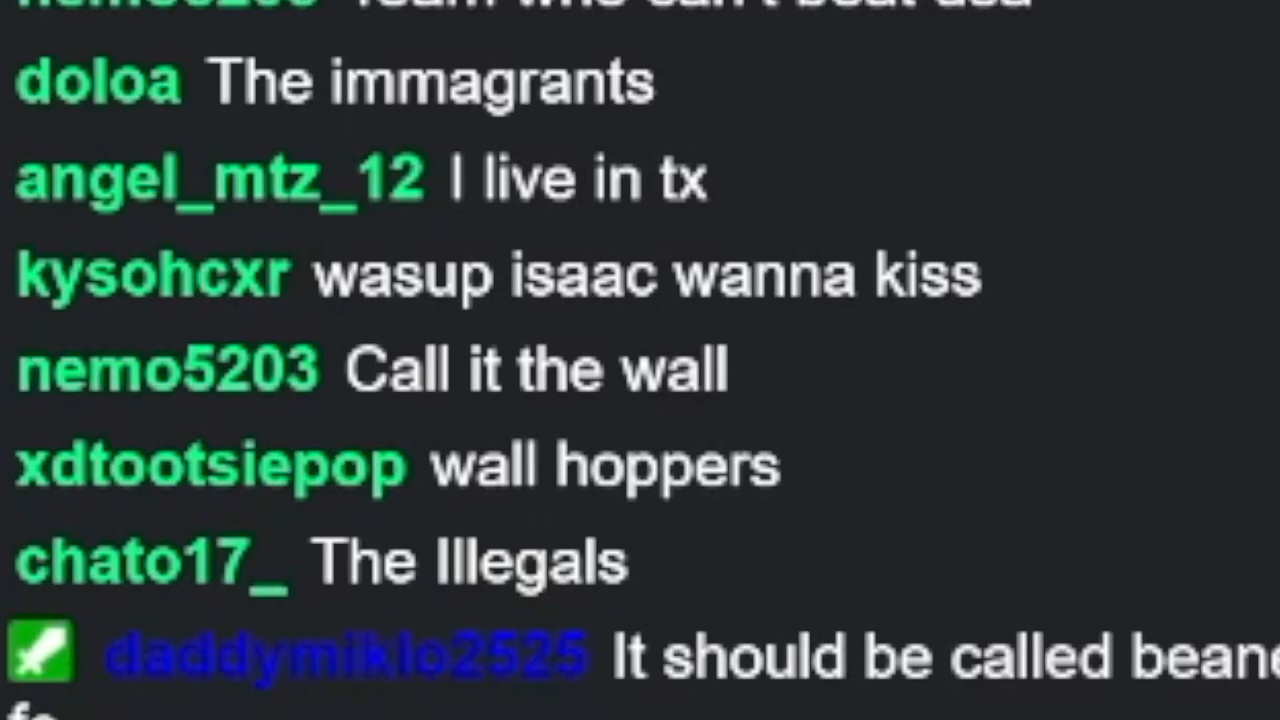 doloa The immagrants
angel_mtz_12 I live in tx
kysohcxr wasup isaac wanna kiss
nemo5203 Call it the wall
xdtootsiepop wall hoppers
chato17_ The Illegals
daddymiklo2525 It should be called